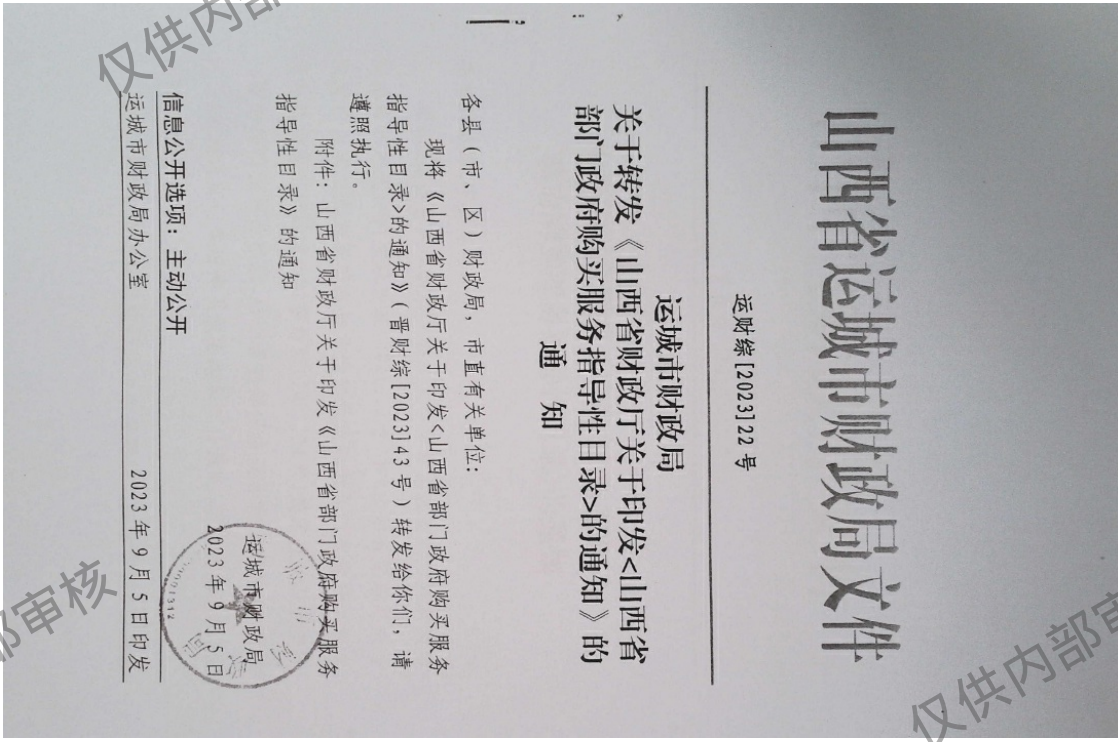 山西省运城市财政局文件
运财综[2023]22号
运城市财政局
关于转发《山西省财政厅关于印发<山西省
部门政府购买服务指导性目录>的通知》的
通 知
各县（市、区）财政局，市直有关单位：
现将《山西省财政厅关于印发<山西省部门政府购买服务
指导性目录>的通知》（晋财综[2023]43号）转发给你们，请
遵照执行。
附件：山西省财政厅关于印发《山西省部门政府购买服务
指导性目录》的通知
运城市财政局
2023年9月5日
信息公开选项：主动公开
运城市财政局办公室 2023年9月5日印发
仅供内部
部审核
仅供内部审